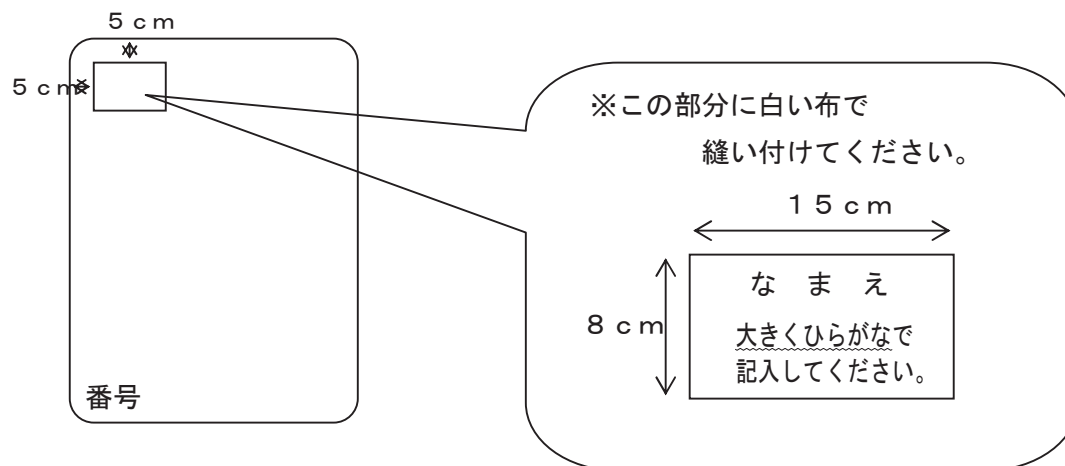 ５ｃｍ
５ｃｍ
番号
※この部分に白い布で
縫い付けてください。
１５ｃｍ
８ｃｍ
な　ま　え
大きくひらがなで
記入してください。